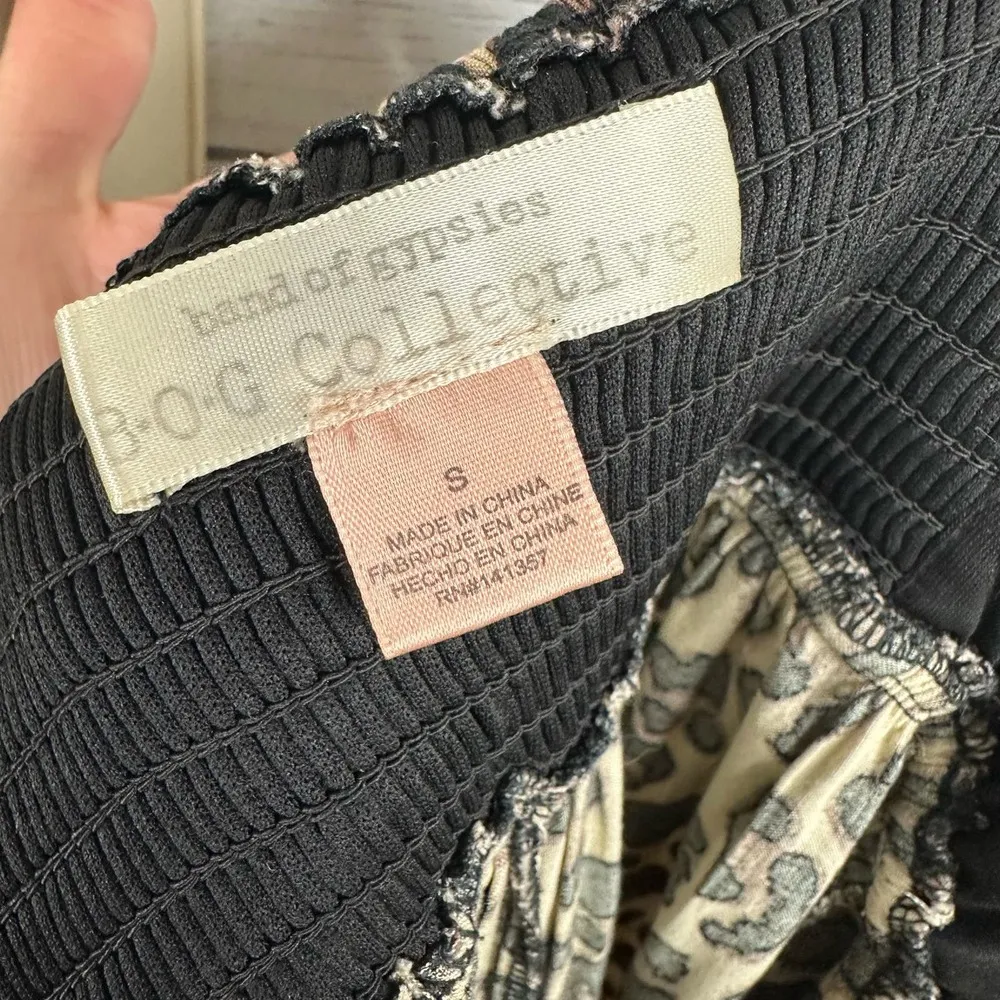 band of gypsies
B·O·G Collective
S
MADE IN CHINA
FABRIQUE EN CHINE
HECHO EN CHINA
RN#141357